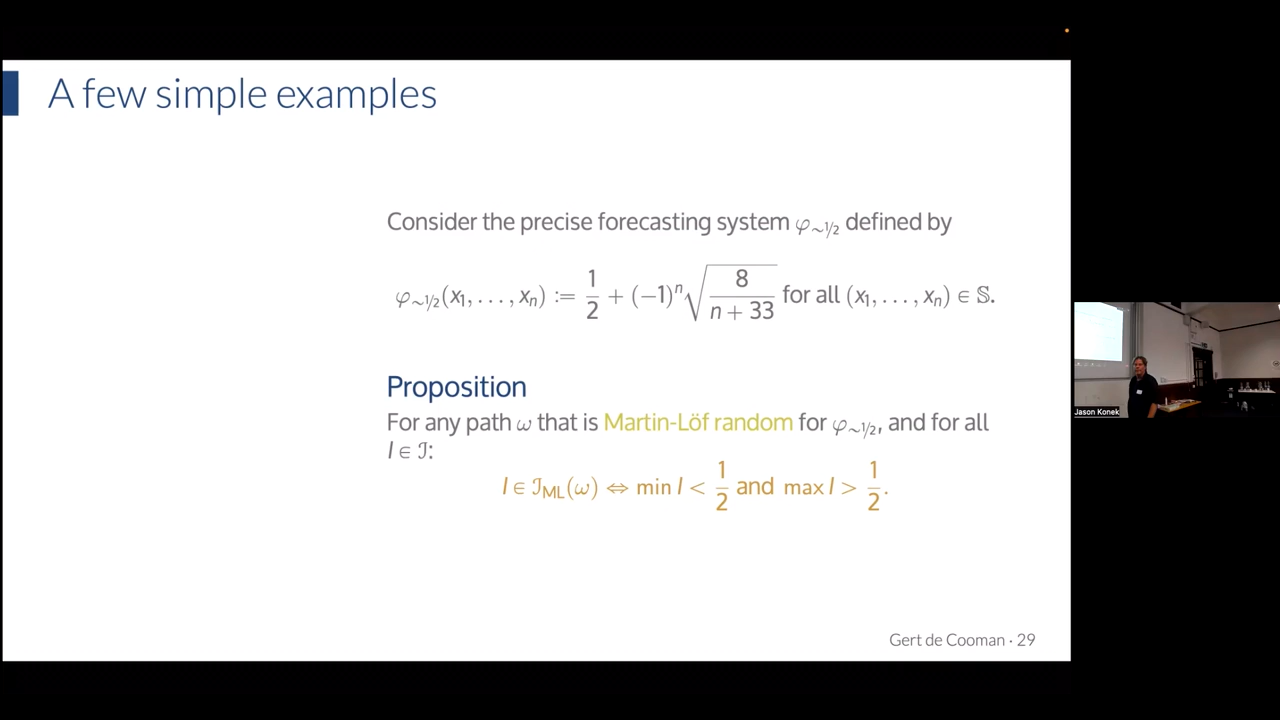 A few simple examples
Consider the precise forecasting system φ∼1/2 defined by
φ∼1/2(x1, . . . , xn) := 1/2 + (−1)^n √(8/(n + 33)) for all (x1, . . . , xn) ∈ 𝕊.
Proposition
For any path ω that is Martin-Löf random for φ∼1/2, and for all
I ∈ ℐ:
I ∈ ℐML(ω) ⇔ min I < 1/2 and max I > 1/2.
Gert de Cooman · 29
Jason Konek